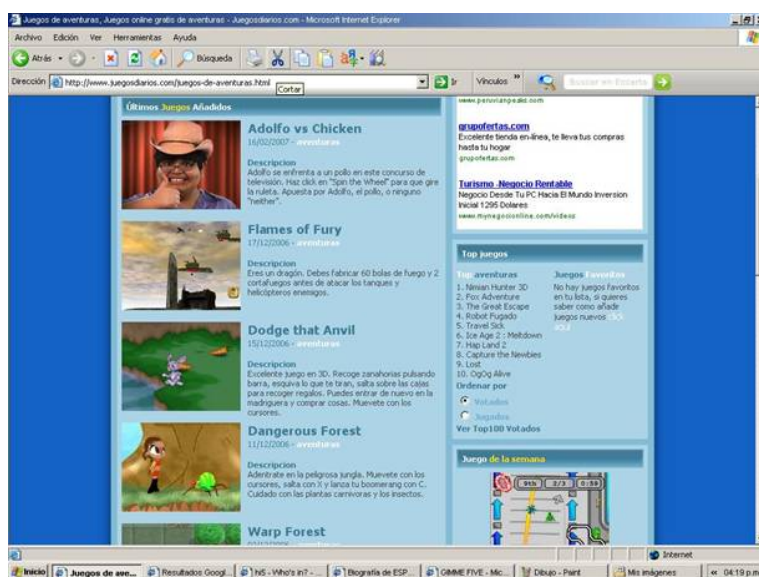 Juegos de aventuras, Juegos online gratis de aventuras - Juegosdiarios.com - Microsoft Internet Explorer
Archivo Edición Ver Herramientas Ayuda
Atrás Búsqueda
Dirección http://www.juegosdiarios.com/juegos-de-aventuras.html Ir Vínculos » Buscar en Encarta
Cortar
Últimos Juegos Añadidos
Adolfo vs Chicken
16/02/2007 - aventuras
Descripcion
Adolfo se enfrenta a un pollo en este concurso de
televisión. Haz click en "Spin the Wheel" para que gire
la ruleta. Apuesta por Adolfo, el pollo, o ninguno
"neither".
Flames of Fury
17/12/2006 - aventuras
Descripcion
Eres un dragón. Debes fabricar 60 bolas de fuego y 2
cortafuegos antes de atacar los tanques y
helicópteros enemigos.
Dodge that Anvil
15/12/2006 - aventuras
Descripcion
Excelente juego en 3D. Recoge zanahorias pulsando
barra, esquiva lo que te tiran, salta sobre las cajas
para recoger regalos. Puedes entrar de nuevo en la
madriguera y comprar cosas. Muevete con los
cursores.
Dangerous Forest
11/12/2006 - aventuras
Descripcion
Adentrate en la peligrosa jungla. Muevete con los
cursores, salta con X y lanza tu boomerang con C.
Cuidado con las plantas carnivoras y los insectos.
Warp Forest
www.peruvianpeaks.com
grupofertas.com
Excelente tienda en-línea, te lleva tus compras
hasta tu hogar
grupofertas.com
Turismo -Negocio Rentable
Negocio Desde Tu PC Hacia El Mundo Inversion
Inicial 1295 Dolares
www.mynegocionline.com/videos
Top juegos
Top aventuras
1. Ninian Hunter 3D
2. Fox Adventure
3. The Great Escape
4. Robot Fugado
5. Travel Sick
6. Ice Age 2 : Meltdown
7. Hap Land 2
8. Capture the Newbies
9. Lost
10. OgOg Alive
Ordenar por
Votados
Jugados
Ver Top100 Votados
Juegos Favoritos
No hay juegos favoritos
en tu lista, si quieres
saber como añadir
juegos nuevos click
aquí
Juego de la semana
9th 2/3 0:59
Internet
Inicio Juegos de ave... Resultados Googl... hi5 - Who's in? - ... Biografía de ESP... GIMME FIVE - Mic... Dibujo - Paint Mis imágenes « 04:19 p.m.